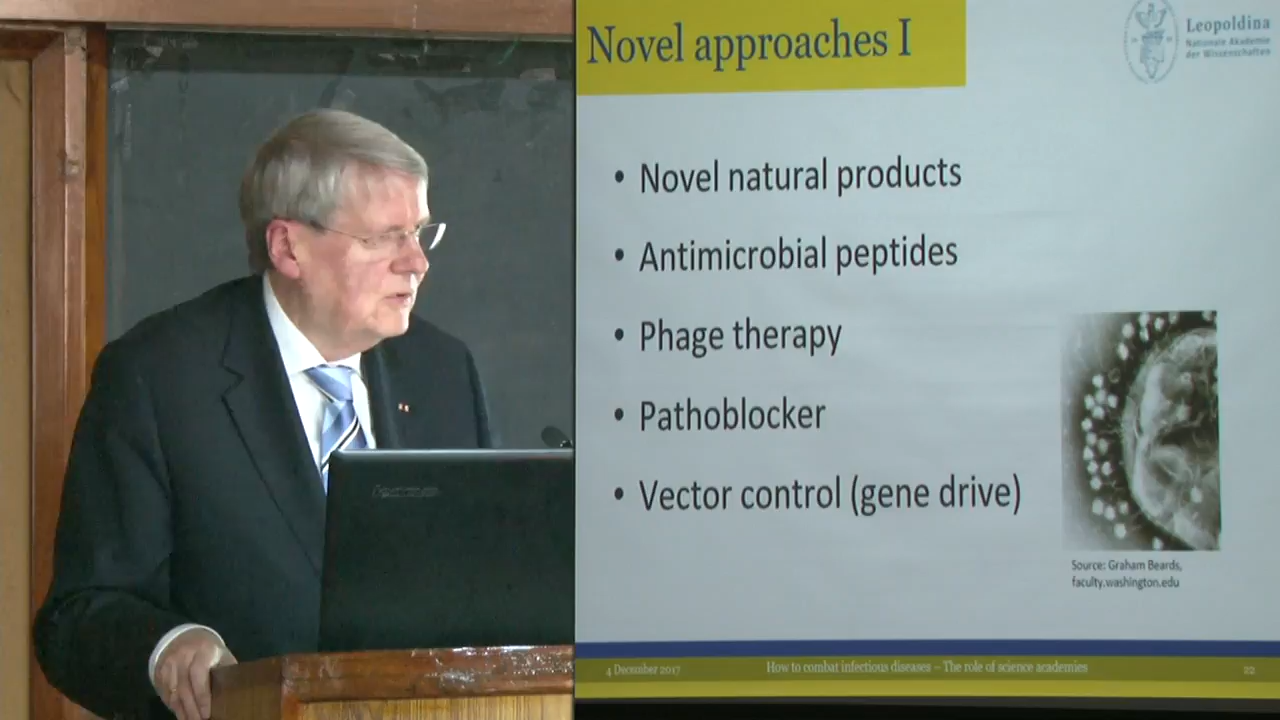 Novel approaches I
Leopoldina
Nationale Akademie
der Wissenschaften
• Novel natural products
• Antimicrobial peptides
• Phage therapy
• Pathoblocker
• Vector control (gene drive)
Source: Graham Beards,
faculty.washington.edu
lenovo
4 December 2017
How to combat infectious diseases – The role of science academies
22